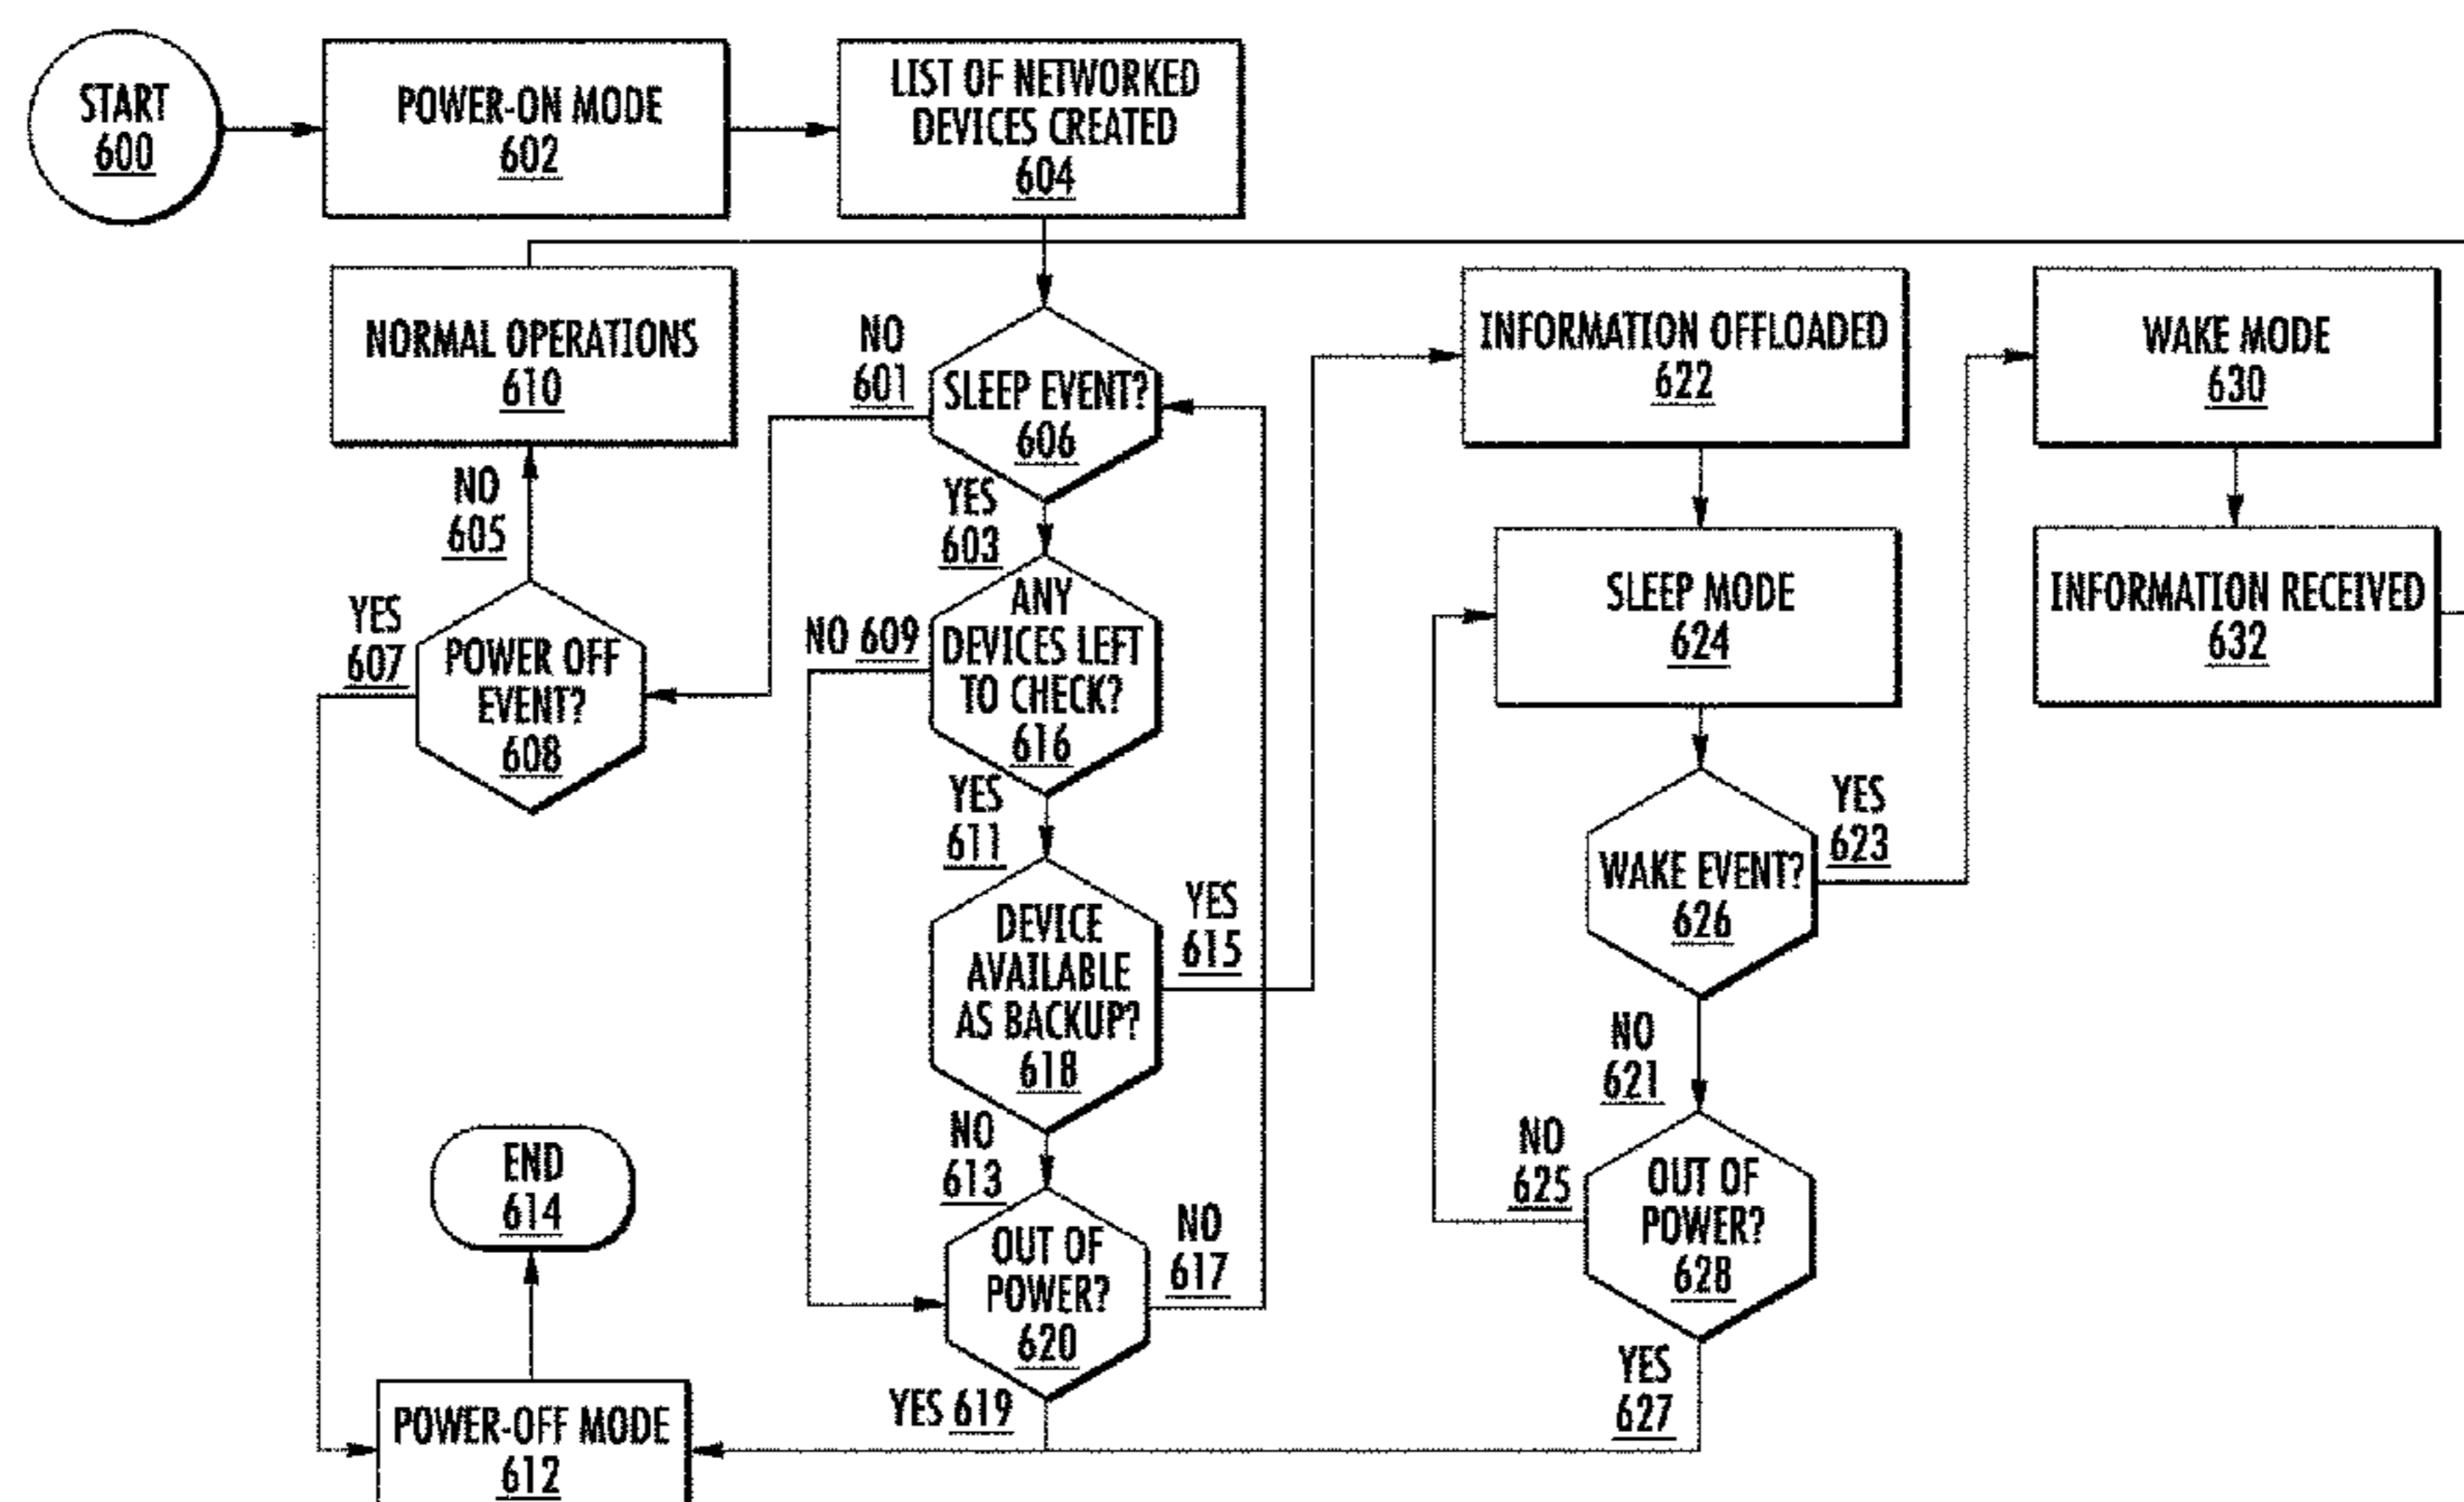 START
600
POWER-ON MODE
602
LIST OF NETWORKED
DEVICES CREATED
604
NORMAL OPERATIONS
610
NO
601
SLEEP EVENT?
606
INFORMATION OFFLOADED
622
WAKE MODE
630
NO
605
YES
603
YES
607
POWER OFF
EVENT?
608
NO 609
ANY
DEVICES LEFT
TO CHECK?
616
SLEEP MODE
624
INFORMATION RECEIVED
632
YES
611
DEVICE
AVAILABLE
AS BACKUP?
618
YES
615
WAKE EVENT?
626
YES
623
NO
613
NO
621
END
614
OUT OF
POWER?
620
NO
617
NO
625
OUT OF
POWER?
628
YES 619
YES
627
POWER-OFF MODE
612